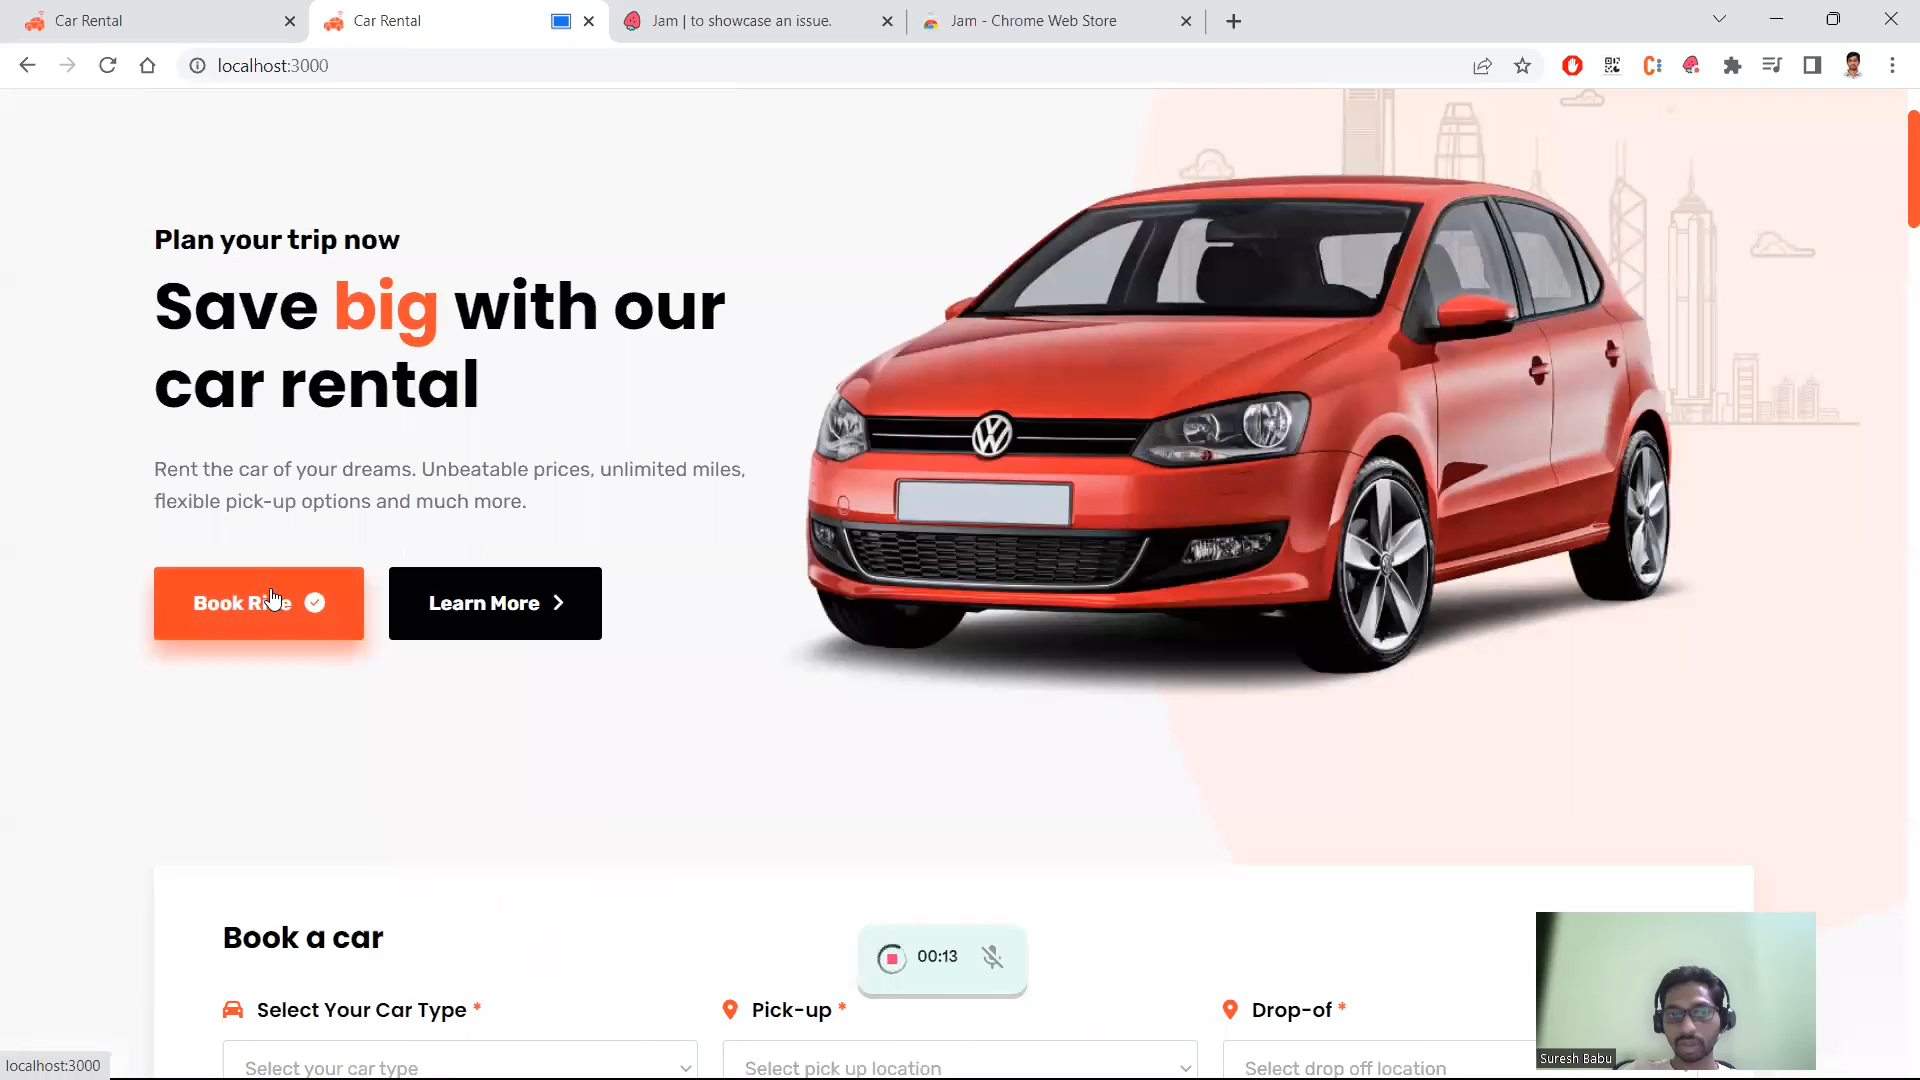 Car Rental
Car Rental
Jam | to showcase an issue.
Jam - Chrome Web Store
localhost:3000
Plan your trip now
Save big with our
car rental
Rent the car of your dreams. Unbeatable prices, unlimited miles,
flexible pick-up options and much more.
Book Ride
Learn More
Book a car
00:13
Select Your Car Type *
Pick-up *
Drop-of *
Select your car type
Select pick up location
Select drop off location
localhost:3000
Suresh Babu